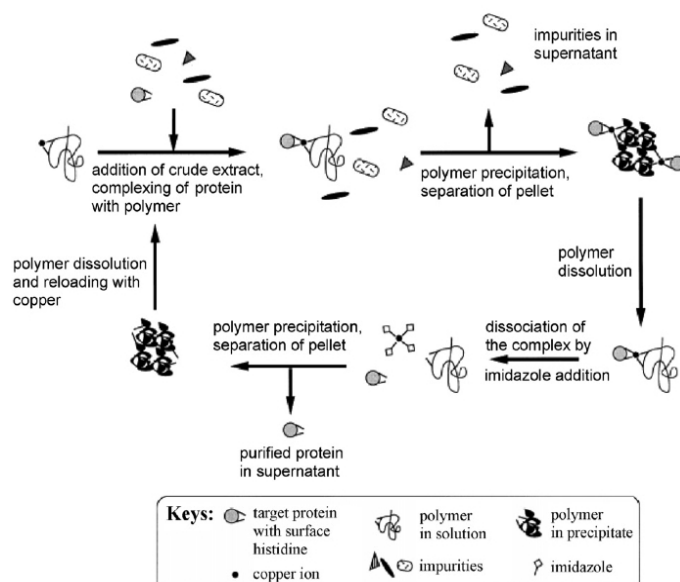 impurities in
supernatant
addition of crude extract,
complexing of protein
with polymer
polymer precipitation,
separation of pellet
polymer
dissolution
dissociation of
the complex by
imidazole addition
polymer precipitation,
separation of pellet
purified protein
in supernatant
polymer dissolution
and reloading with
copper
Keys:
target protein
with surface
histidine
polymer
in solution
polymer
in precipitate
copper ion
impurities
imidazole